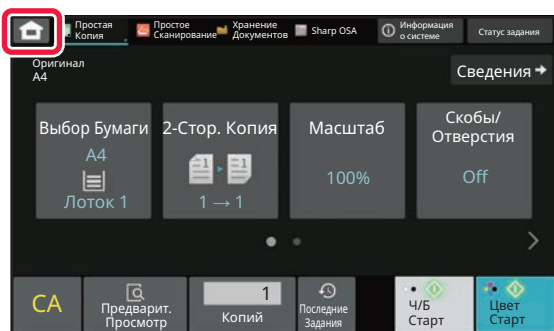 Простая
Копия
Простое
Сканирование
Хранение
Документов
Sharp OSA
Информация
о системе
Статус задания
Оригинал
A4
Сведения
Выбор Бумаги
A4
Лоток 1
2-Стор. Копия
1 1
1 → 1
Масштаб
100%
Скобы/
Отверстия
Off
CA
Предварит.
Просмотр
1
Копий
Последние
Задания
Ч/Б
Старт
Цвет
Старт